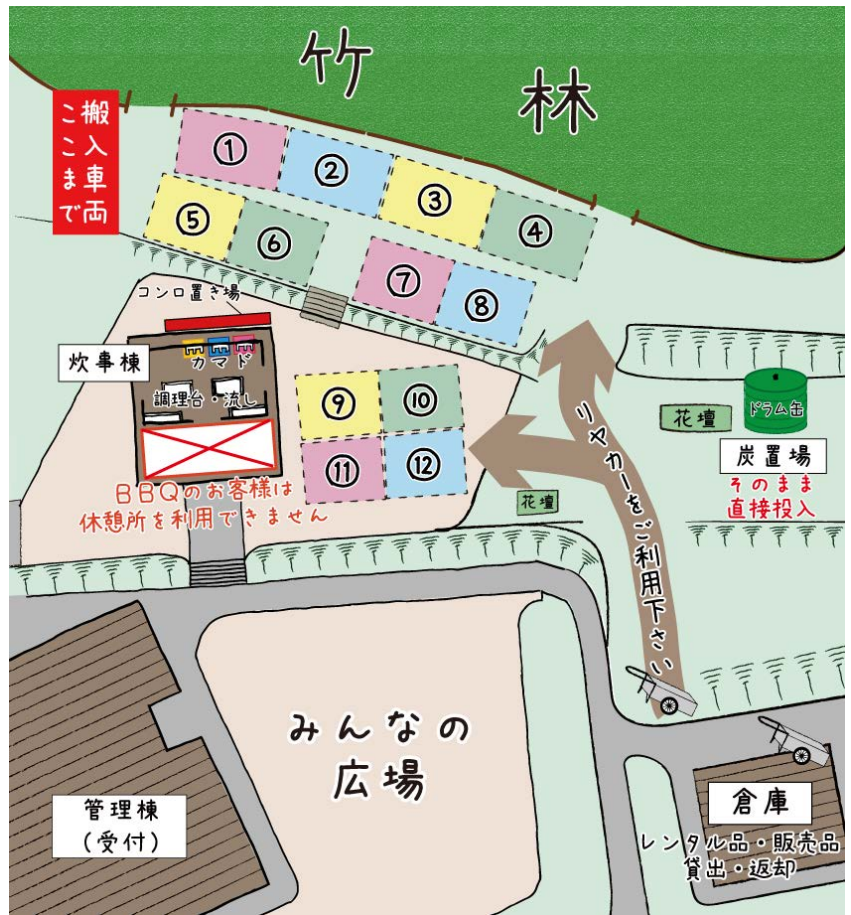 竹林
搬入車両
ここまで
①
②
③
④
⑤
⑥
⑦
⑧
コンロ置き場
炊事棟
カマド
調理台・流し
BBQのお客様は
休憩所を利用できません
⑨
⑩
⑪
⑫
リヤカーをご利用下さい
花壇
花壇
ドラム缶
炭置場
そのまま
直接投入
みんなの
広場
管理棟
(受付)
倉庫
レンタル品・販売品
貸出・返却